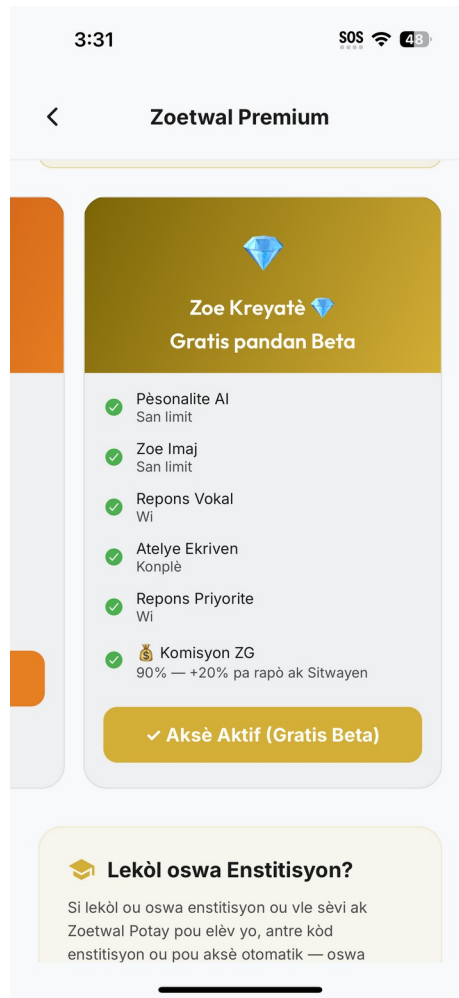 3:31
SOS
48
Zoetwal Premium
Zoe Kreyatè 💎
Gratis pandan Beta
Pèsonalite AI
San limit
Zoe Imaj
San limit
Repons Vokal
Wi
Atelye Ekriven
Konplè
Repons Priyorite
Wi
💰 Komisyon ZG
90% — +20% pa rapò ak Sitwayen
✓ Aksè Aktif (Gratis Beta)
Lekòl oswa Enstitisyon?
Si lekòl ou oswa enstitisyon ou vle sèvi ak
Zoetwal Potay pou elèv yo, antre kòd
enstitisyon ou pou aksè otomatik — oswa